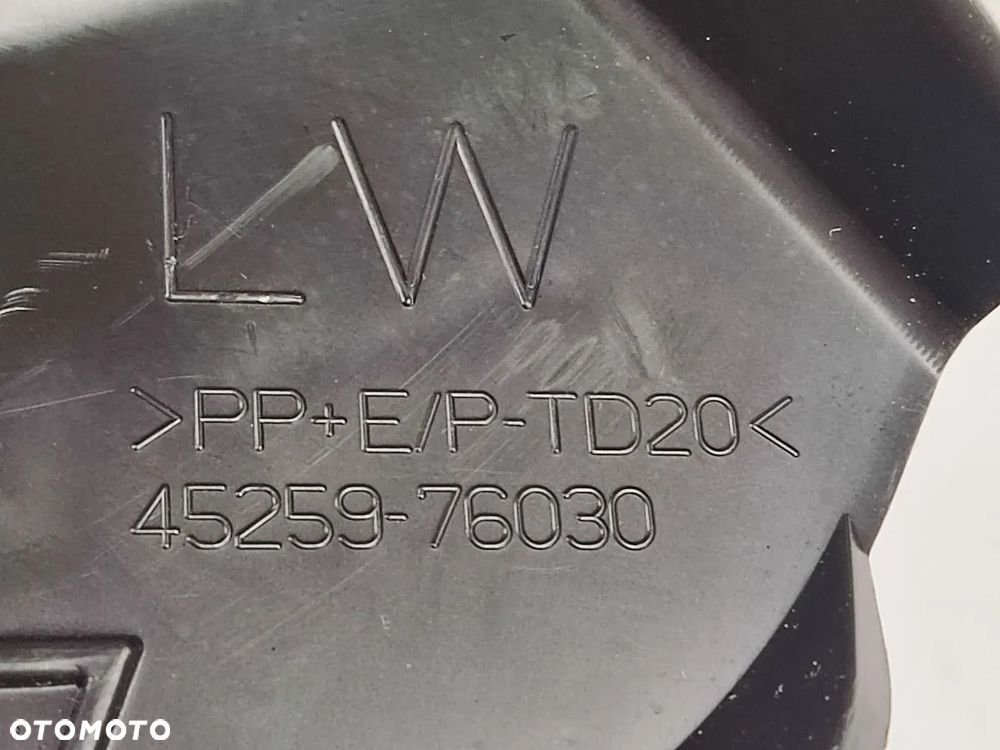 LW
>PP+E/P-TD20<
45259-76030
OTOMOTO